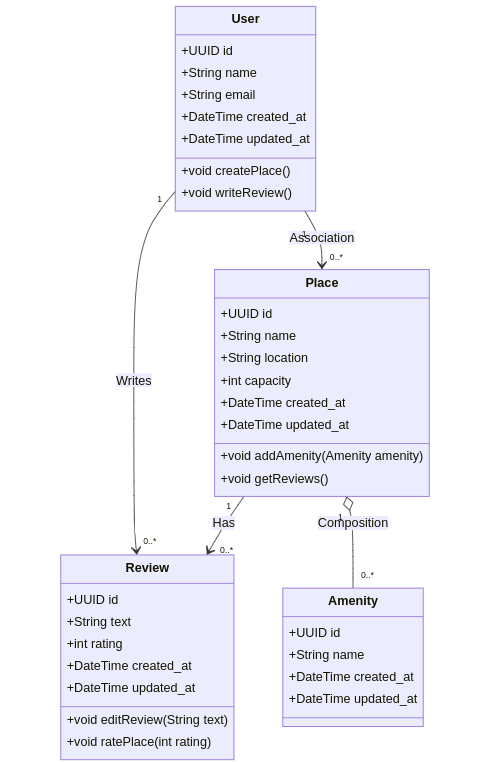 User
+UUID id
+String name
+String email
+DateTime created_at
+DateTime updated_at
+void createPlace()
+void writeReview()
1
1
Association
0..*
Place
+UUID id
+String name
+String location
+int capacity
+DateTime created_at
+DateTime updated_at
+void addAmenity(Amenity amenity)
+void getReviews()
Writes
1
Has
1
Composition
0..*
0..*
0..*
Review
+UUID id
+String text
+int rating
+DateTime created_at
+DateTime updated_at
+void editReview(String text)
+void ratePlace(int rating)
Amenity
+UUID id
+String name
+DateTime created_at
+DateTime updated_at